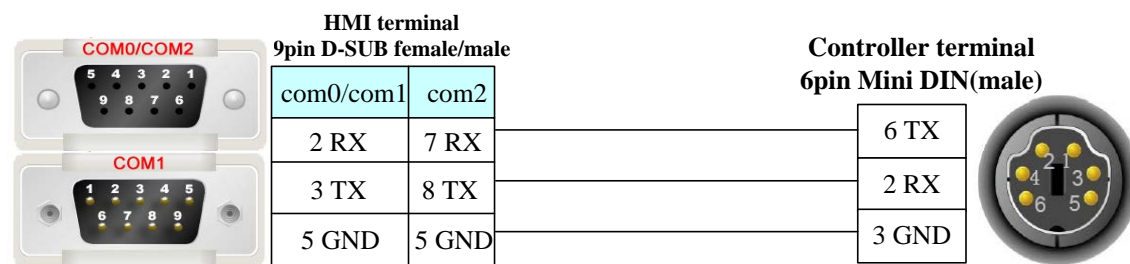 HMI terminal
9pin D-SUB female/male
COM0/COM2
5 4 3 2 1
9 8 7 6
COM1
1 2 3 4 5
6 7 8 9
com0/com1 com2
2 RX 7 RX
3 TX 8 TX
5 GND 5 GND
Controller terminal
6pin Mini DIN(male)
6 TX
2 RX
3 GND
2 1
4 3
6 5